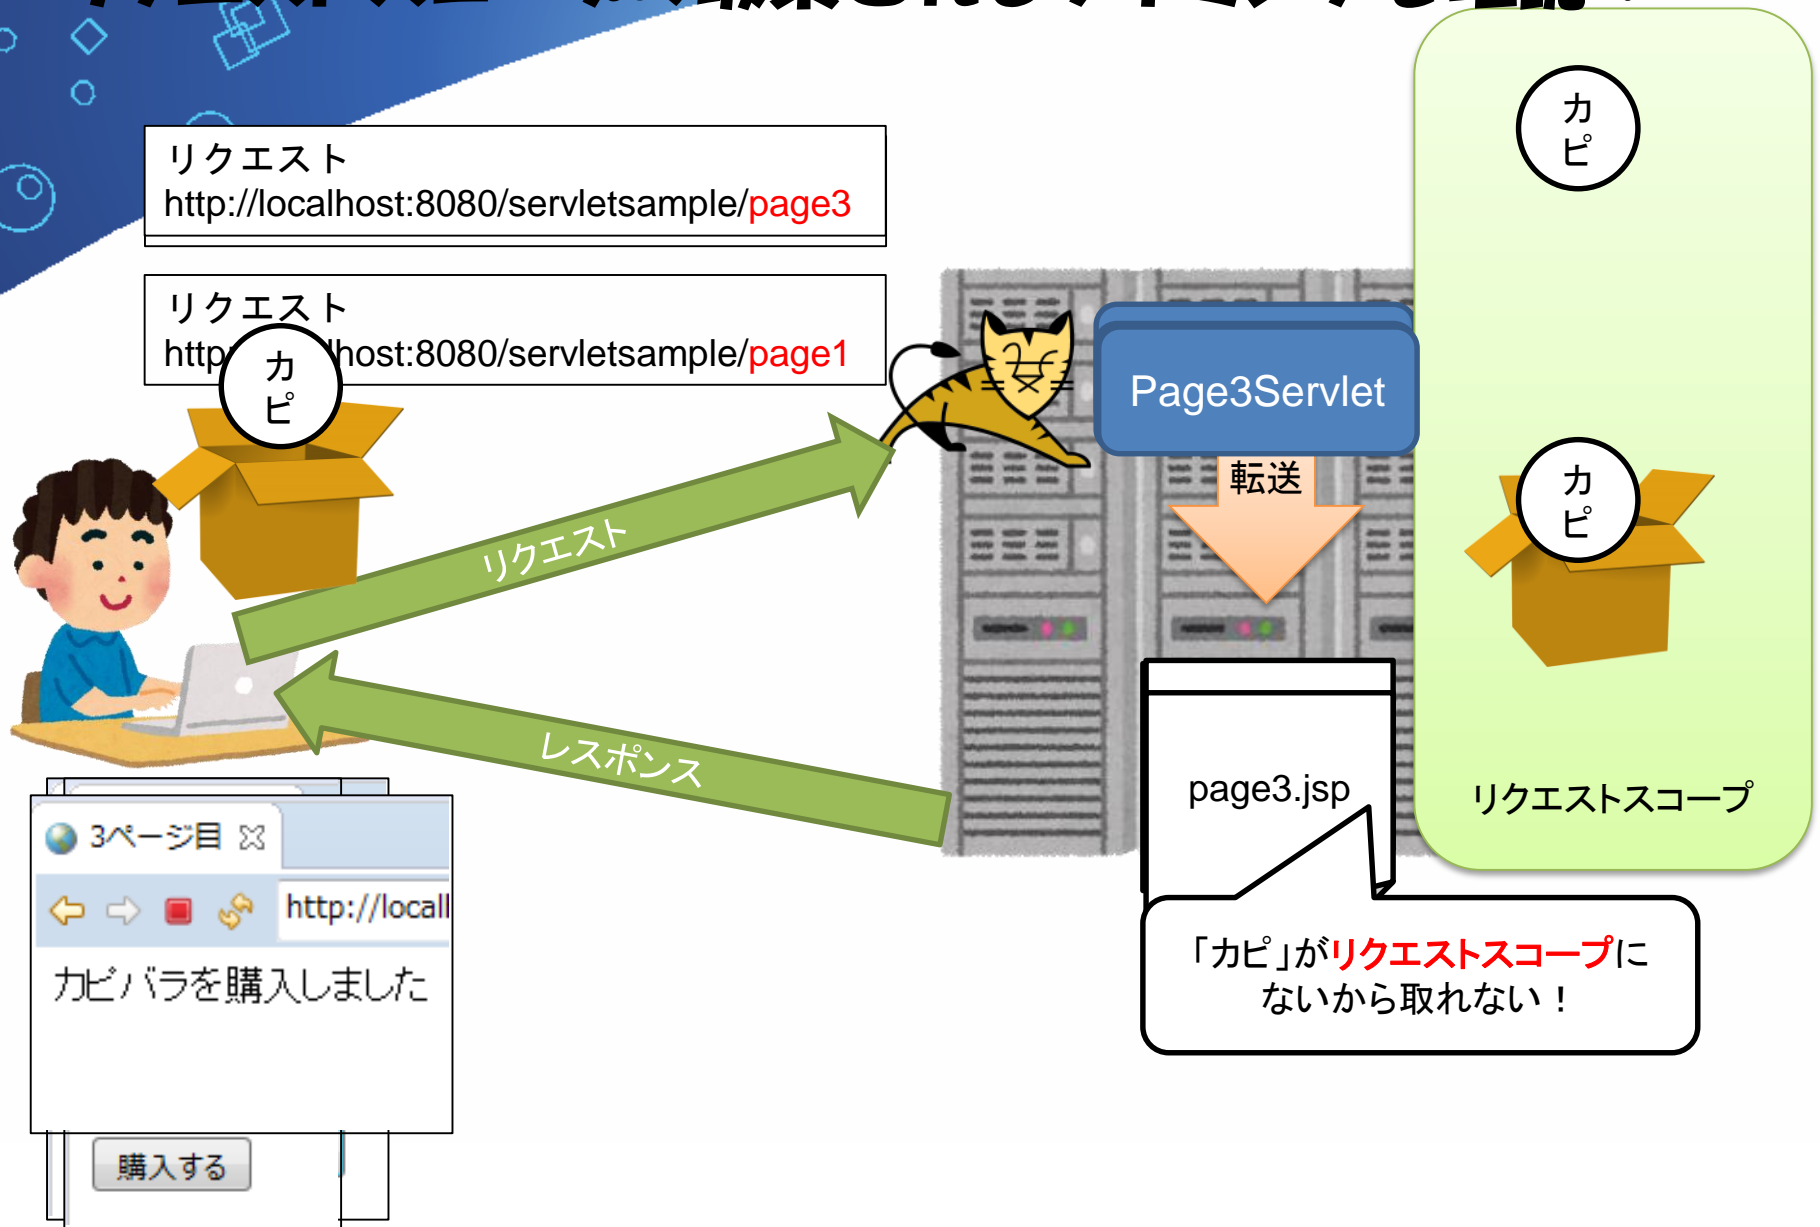 カ
ピ
リクエスト
http://localhost:8080/servletsample/page3
リクエスト
http host:8080/servletsample/page1
カ
ピ
Page3Servlet
転送
カ
ピ
リクエスト
レスポンス
page3.jsp
リクエストスコープ
3ページ目
http://local
カピバラを購入しました
「カピ」がリクエストスコープに
ないから取れない！
購入する